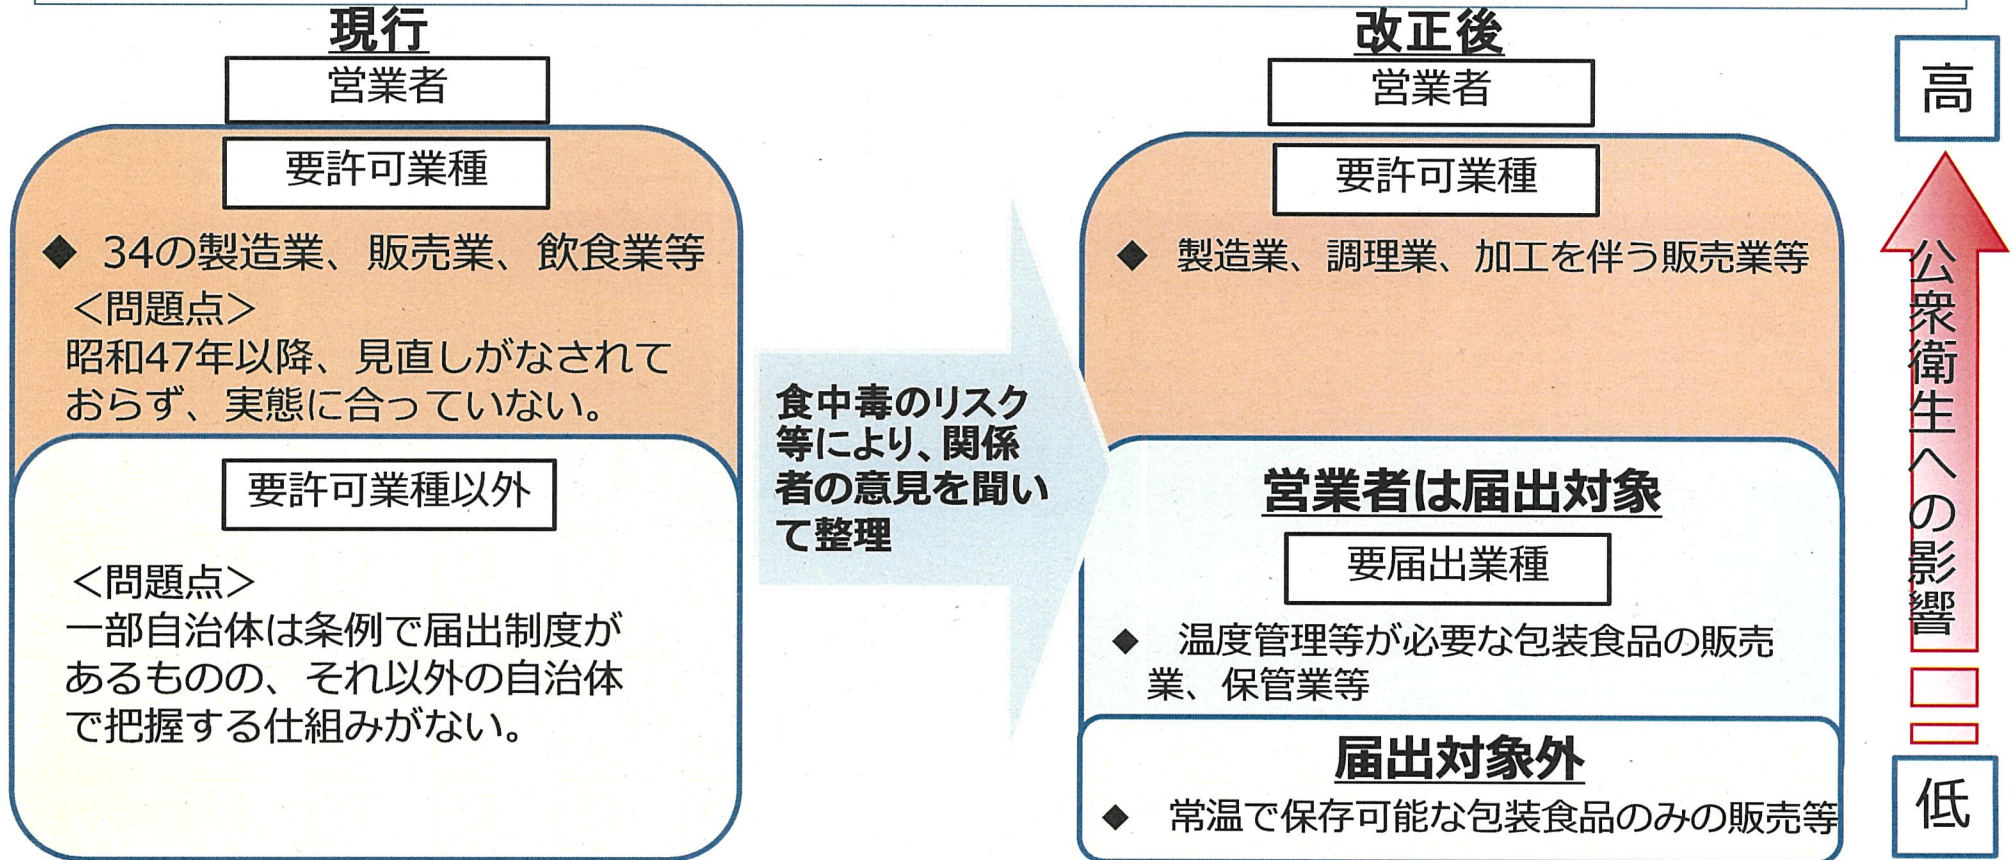 現行
営業者
要許可業種
◆ 34の製造業、販売業、飲食業等
＜問題点＞
昭和47年以降、見直しがなされて
おらず、実態に合っていない。
要許可業種以外
＜問題点＞
一部自治体は条例で届出制度が
あるものの、それ以外の自治体
で把握する仕組みがない。
食中毒のリスク
等により、関係
者の意見を聞い
て整理
改正後
営業者
要許可業種
◆ 製造業、調理業、加工を伴う販売業等
営業者は届出対象
要届出業種
◆ 温度管理等が必要な包装食品の販売
業、保管業等
届出対象外
◆ 常温で保存可能な包装食品のみの販売等
高
公衆衛生への影響
低